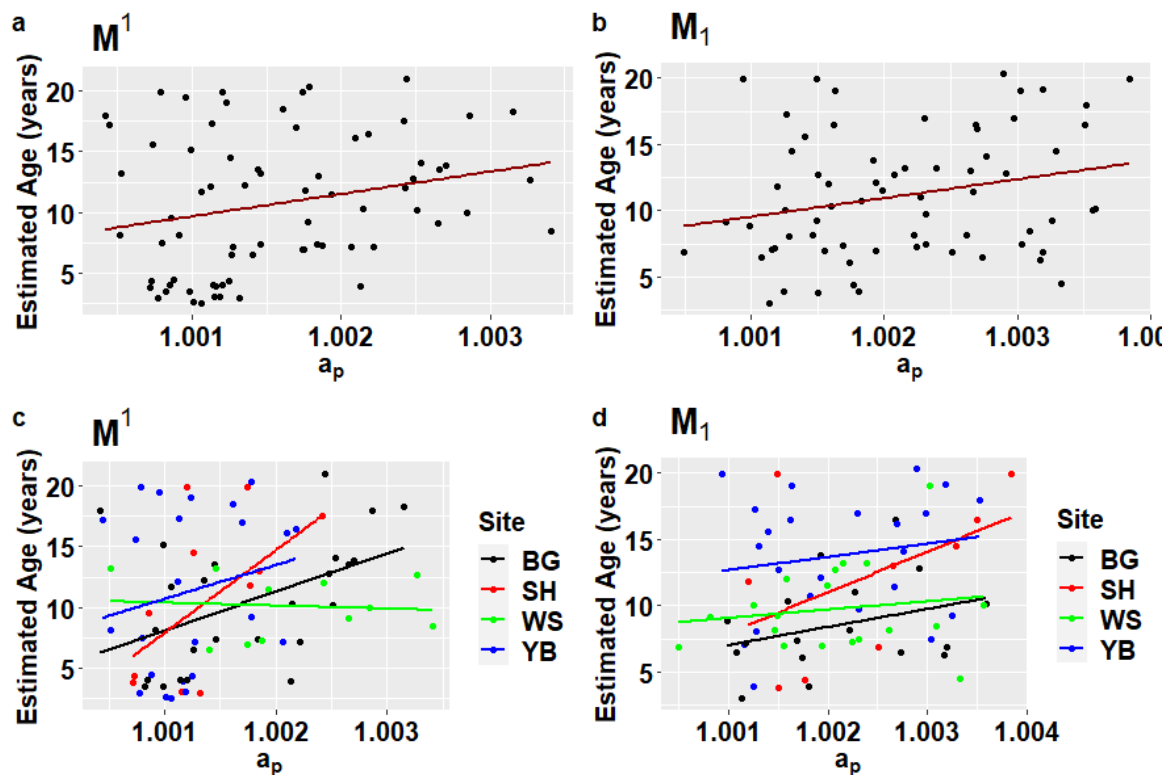 a
M¹
Estimated Age (years)
20
15
10
5
1.001
1.002
1.003
aₚ
b
M₁
Estimated Age (years)
20
15
10
5
1.001
1.002
1.003
1.00
aₚ
c
M¹
Estimated Age (years)
20
15
10
5
1.001
1.002
1.003
aₚ
Site
BG
SH
WS
YB
d
M₁
Estimated Age (years)
20
15
10
5
1.001
1.002
1.003
1.004
aₚ
Site
BG
SH
WS
YB